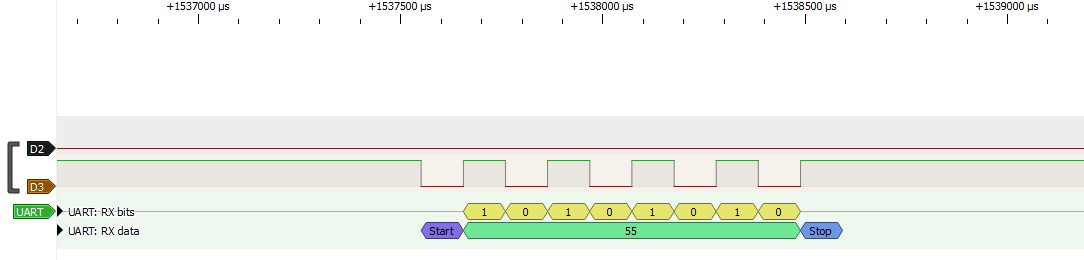 +1537000 µs +1537500 µs +1538000 µs +1538500 µs +1539000 µs
D2
D3
UART UART: RX bits 1 0 1 0 1 0 1 0
UART: RX data Start 55 Stop